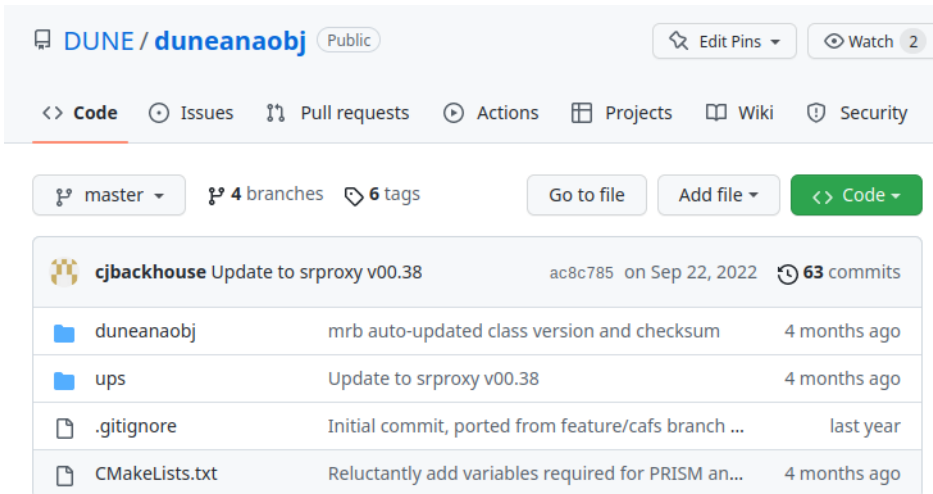 DUNE / duneanaobj Public Edit Pins Watch 2
<> Code Issues Pull requests Actions Projects Wiki Security
master 4 branches 6 tags Go to file Add file <> Code
cjbackhouse Update to srproxy v00.38 ac8c785 on Sep 22, 2022 63 commits
duneanaobj mrb auto-updated class version and checksum 4 months ago
ups Update to srproxy v00.38 4 months ago
.gitignore Initial commit, ported from feature/cafs branch ... last year
CMakeLists.txt Reluctantly add variables required for PRISM an... 4 months ago